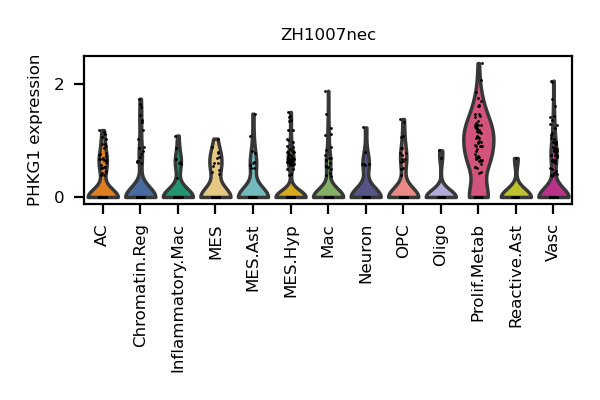 ZH1007nec
PHKG1 expression
2
0
AC
Chromatin.Reg
Inflammatory.Mac
MES
MES.Ast
MES.Hyp
Mac
Neuron
OPC
Oligo
Prolif.Metab
Reactive.Ast
Vasc